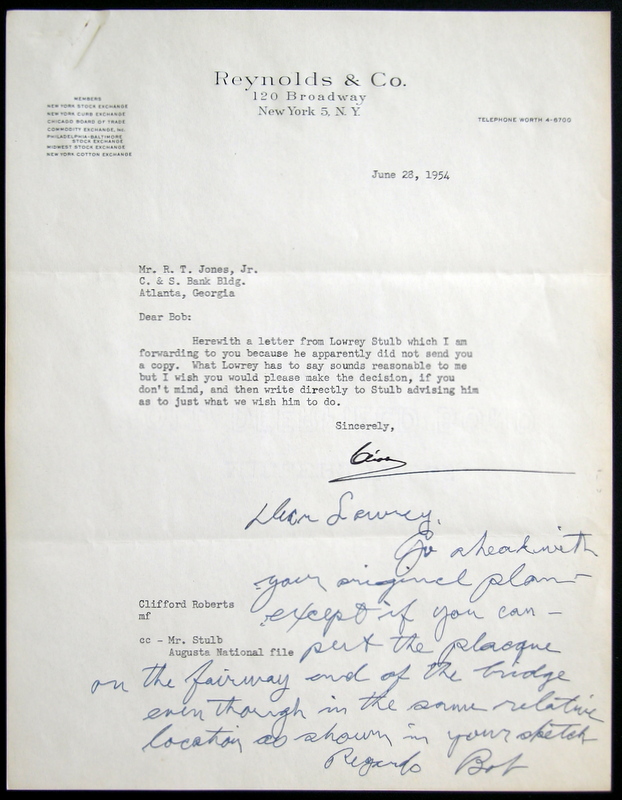 Reynolds & Co.
120 Broadway
New York 5, N. Y.
MEMBERS
NEW YORK STOCK EXCHANGE
NEW YORK CURB EXCHANGE
CHICAGO BOARD OF TRADE
COMMODITY EXCHANGE, Inc.
PHILADELPHIA-BALTIMORE
STOCK EXCHANGE
MIDWEST STOCK EXCHANGE
NEW YORK COTTON EXCHANGE
TELEPHONE WORTH 4-6700
June 28, 1954
Mr. R. T. Jones, Jr.
C. & S. Bank Bldg.
Atlanta, Georgia
Dear Bob:
Herewith a letter from Lowrey Stulb which I am
forwarding to you because he apparently did not send you
a copy. What Lowrey has to say sounds reasonable to me
but I wish you would please make the decision, if you
don't mind, and then write directly to Stulb advising him
as to just what we wish him to do.
Sincerely,
Dear Lowrey,
Go ahead with
your original plan—
except if you can —
put the placque
on the fairway end of the bridge
even though in the same relative
location as shown in your sketch
Regards Bob
Clifford Roberts
mf
cc - Mr. Stulb
Augusta National file